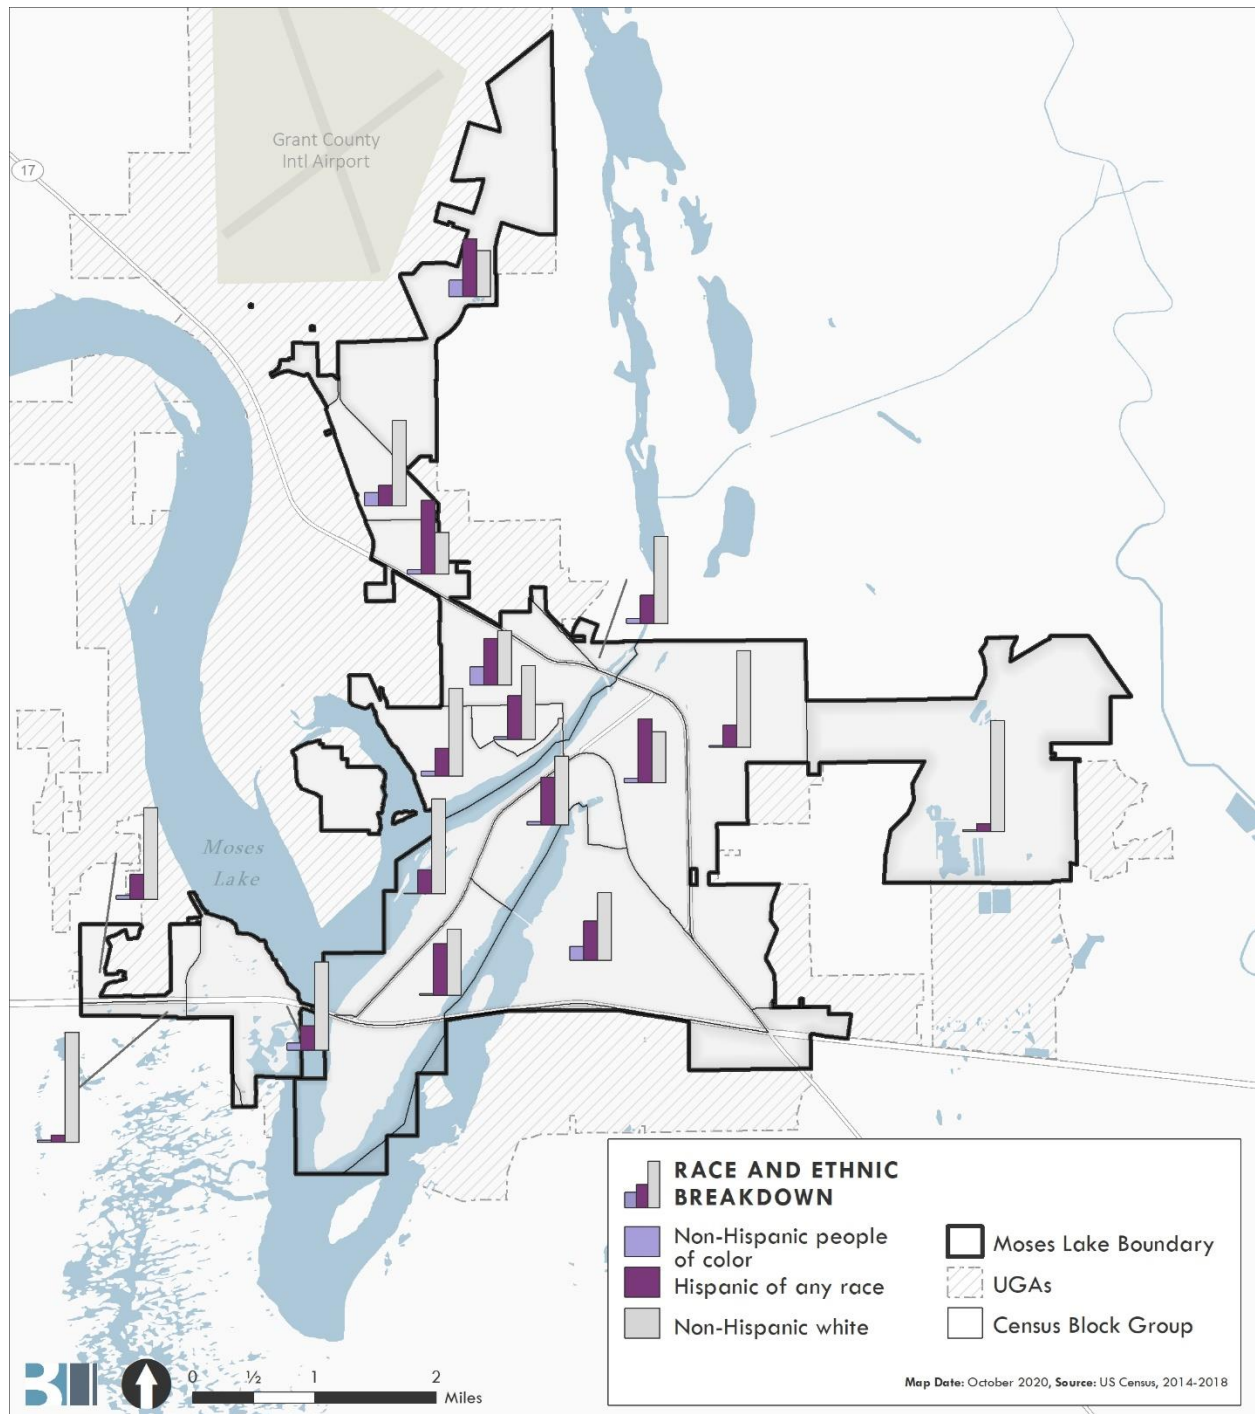 Grant County
Intl Airport
17
Moses
Lake
RACE AND ETHNIC
BREAKDOWN
Non-Hispanic people
of color
Hispanic of any race
Non-Hispanic white
Moses Lake Boundary
UGAs
Census Block Group
Map Date: October 2020, Source: US Census, 2014-2018
0 ½ 1 2
Miles